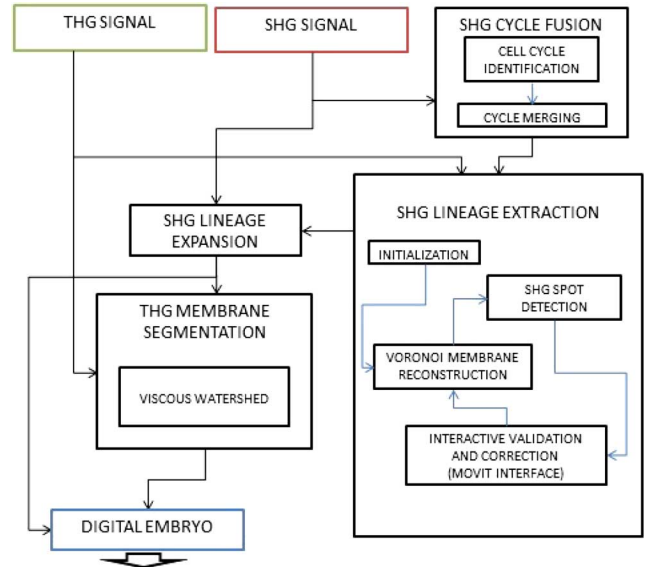 THG SIGNAL
SHG SIGNAL
SHG CYCLE FUSION
CELL CYCLE
IDENTIFICATION
CYCLE MERGING
SHG LINEAGE
EXPANSION
SHG LINEAGE EXTRACTION
INITIALIZATION
SHG SPOT
DETECTION
VORONOI MEMBRANE
RECONSTRUCTION
INTERACTIVE VALIDATION
AND CORRECTION
(MOVIT INTERFACE)
THG MEMBRANE
SEGMENTATION
VISCOUS WATERSHED
DIGITAL EMBRYO